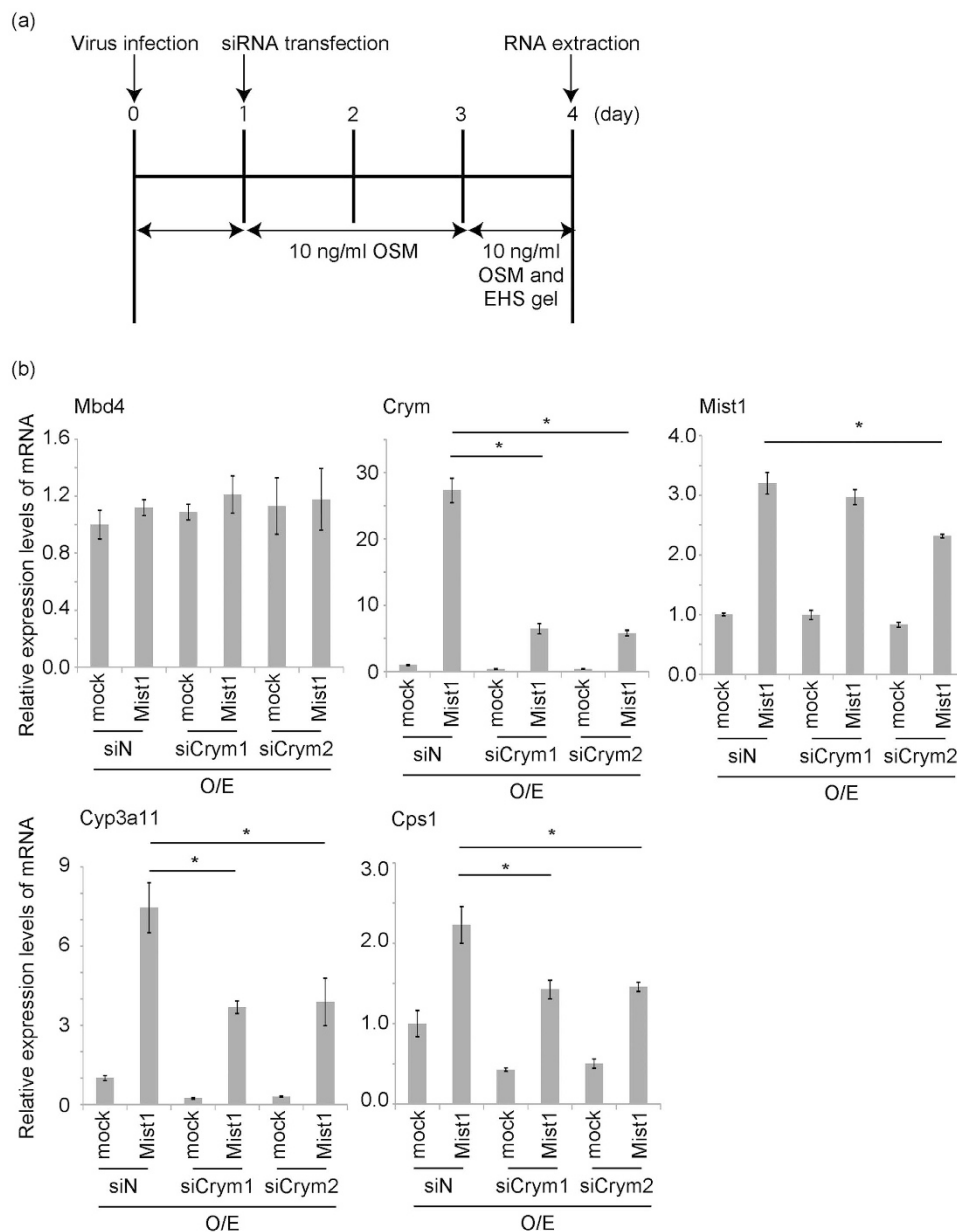 (a)
Virus infection siRNA transfection RNA extraction
0 1 2 3 4 (day)
10 ng/ml OSM
10 ng/ml
OSM and
EHS gel
(b)
Mbd4
Relative expression levels of mRNA
1.6
1.2
0.8
0.4
0.0
mock Mist1 mock Mist1 mock Mist1
siN siCrym1 siCrym2
O/E
Crym
*
*
30
20
10
0
mock Mist1 mock Mist1 mock Mist1
siN siCrym1 siCrym2
O/E
Mist1
*
4.0
3.0
2.0
1.0
0.0
mock Mist1 mock Mist1 mock Mist1
siN siCrym1 siCrym2
O/E
Cyp3a11
Relative expression levels of mRNA
*
*
9
6
3
0
mock Mist1 mock Mist1 mock Mist1
siN siCrym1 siCrym2
O/E
Cps1
*
*
3.0
2.0
1.0
0.0
mock Mist1 mock Mist1 mock Mist1
siN siCrym1 siCrym2
O/E